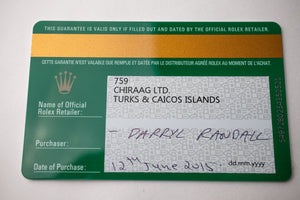 THIS GUARANTEE IS VALID ONLY IF FILLED OUT AND DATED BY THE OFFICIAL ROLEX RETAILER.
CETTE GARANTIE N'EST VALABLE QUE REMPLIE ET DATÉE PAR LE DISTRIBUTEUR AGRÉÉ ROLEX AU MOMENT DE L'ACHAT.
759
CHIRAAG LTD.
TURKS & CAICOS ISLANDS
Name of Official
Rolex Retailer:
Purchaser: - DARRYL RANDALL
Date of Purchase: 12TH June 2015 dd.mm.yyyy